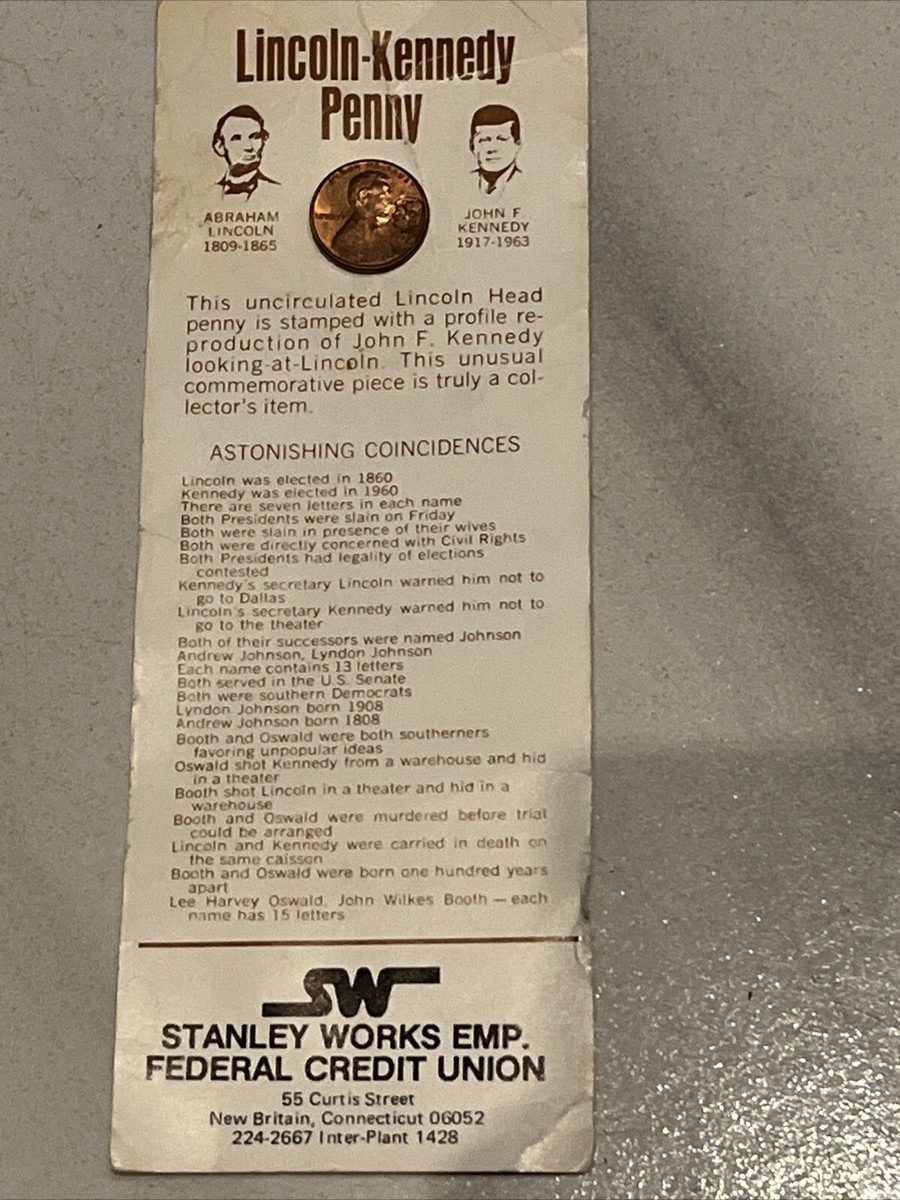 Lincoln-Kennedy
Penny
ABRAHAM
LINCOLN
1809-1865
JOHN F.
KENNEDY
1917-1963
This uncirculated Lincoln Head
penny is stamped with a profile re-
production of John F. Kennedy
looking-at-Lincoln. This unusual
commemorative piece is truly a col-
lector's item.
ASTONISHING COINCIDENCES
Lincoln was elected in 1860
Kennedy was elected in 1960
There are seven letters in each name
Both Presidents were slain on Friday
Both were slain in presence of their wives
Both were directly concerned with Civil Rights
Both Presidents had legality of elections
contested
Kennedy's secretary Lincoln warned him not to
go to Dallas
Lincoln's secretary Kennedy warned him not to
go to the theater
Both of their successors were named Johnson
Andrew Johnson, Lyndon Johnson
Each name contains 13 letters
Both served in the U.S. Senate
Both were southern Democrats
Lyndon Johnson born 1908
Andrew Johnson born 1808
Booth and Oswald were both southerners
favoring unpopular ideas
Oswald shot Kennedy from a warehouse and hid
in a theater
Booth shot Lincoln in a theater and hid in a
warehouse
Booth and Oswald were murdered before trial
could be arranged
Lincoln and Kennedy were carried in death on
the same caisson
Booth and Oswald were born one hundred years
apart
Lee Harvey Oswald, John Wilkes Booth — each
name has 15 letters
SW
STANLEY WORKS EMP.
FEDERAL CREDIT UNION
55 Curtis Street
New Britain, Connecticut 06052
224-2667 Inter-Plant 1428